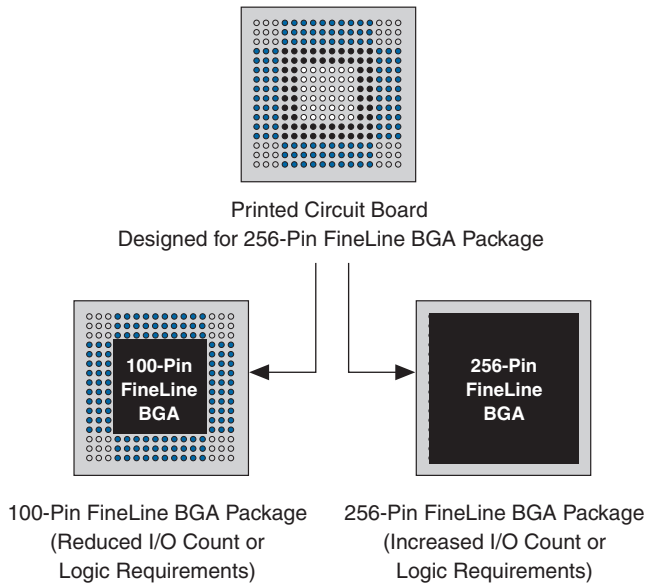 Printed Circuit Board
Designed for 256-Pin FineLine BGA Package
100-Pin
FineLine
BGA
256-Pin
FineLine
BGA
100-Pin FineLine BGA Package
(Reduced I/O Count or
Logic Requirements)
256-Pin FineLine BGA Package
(Increased I/O Count or
Logic Requirements)